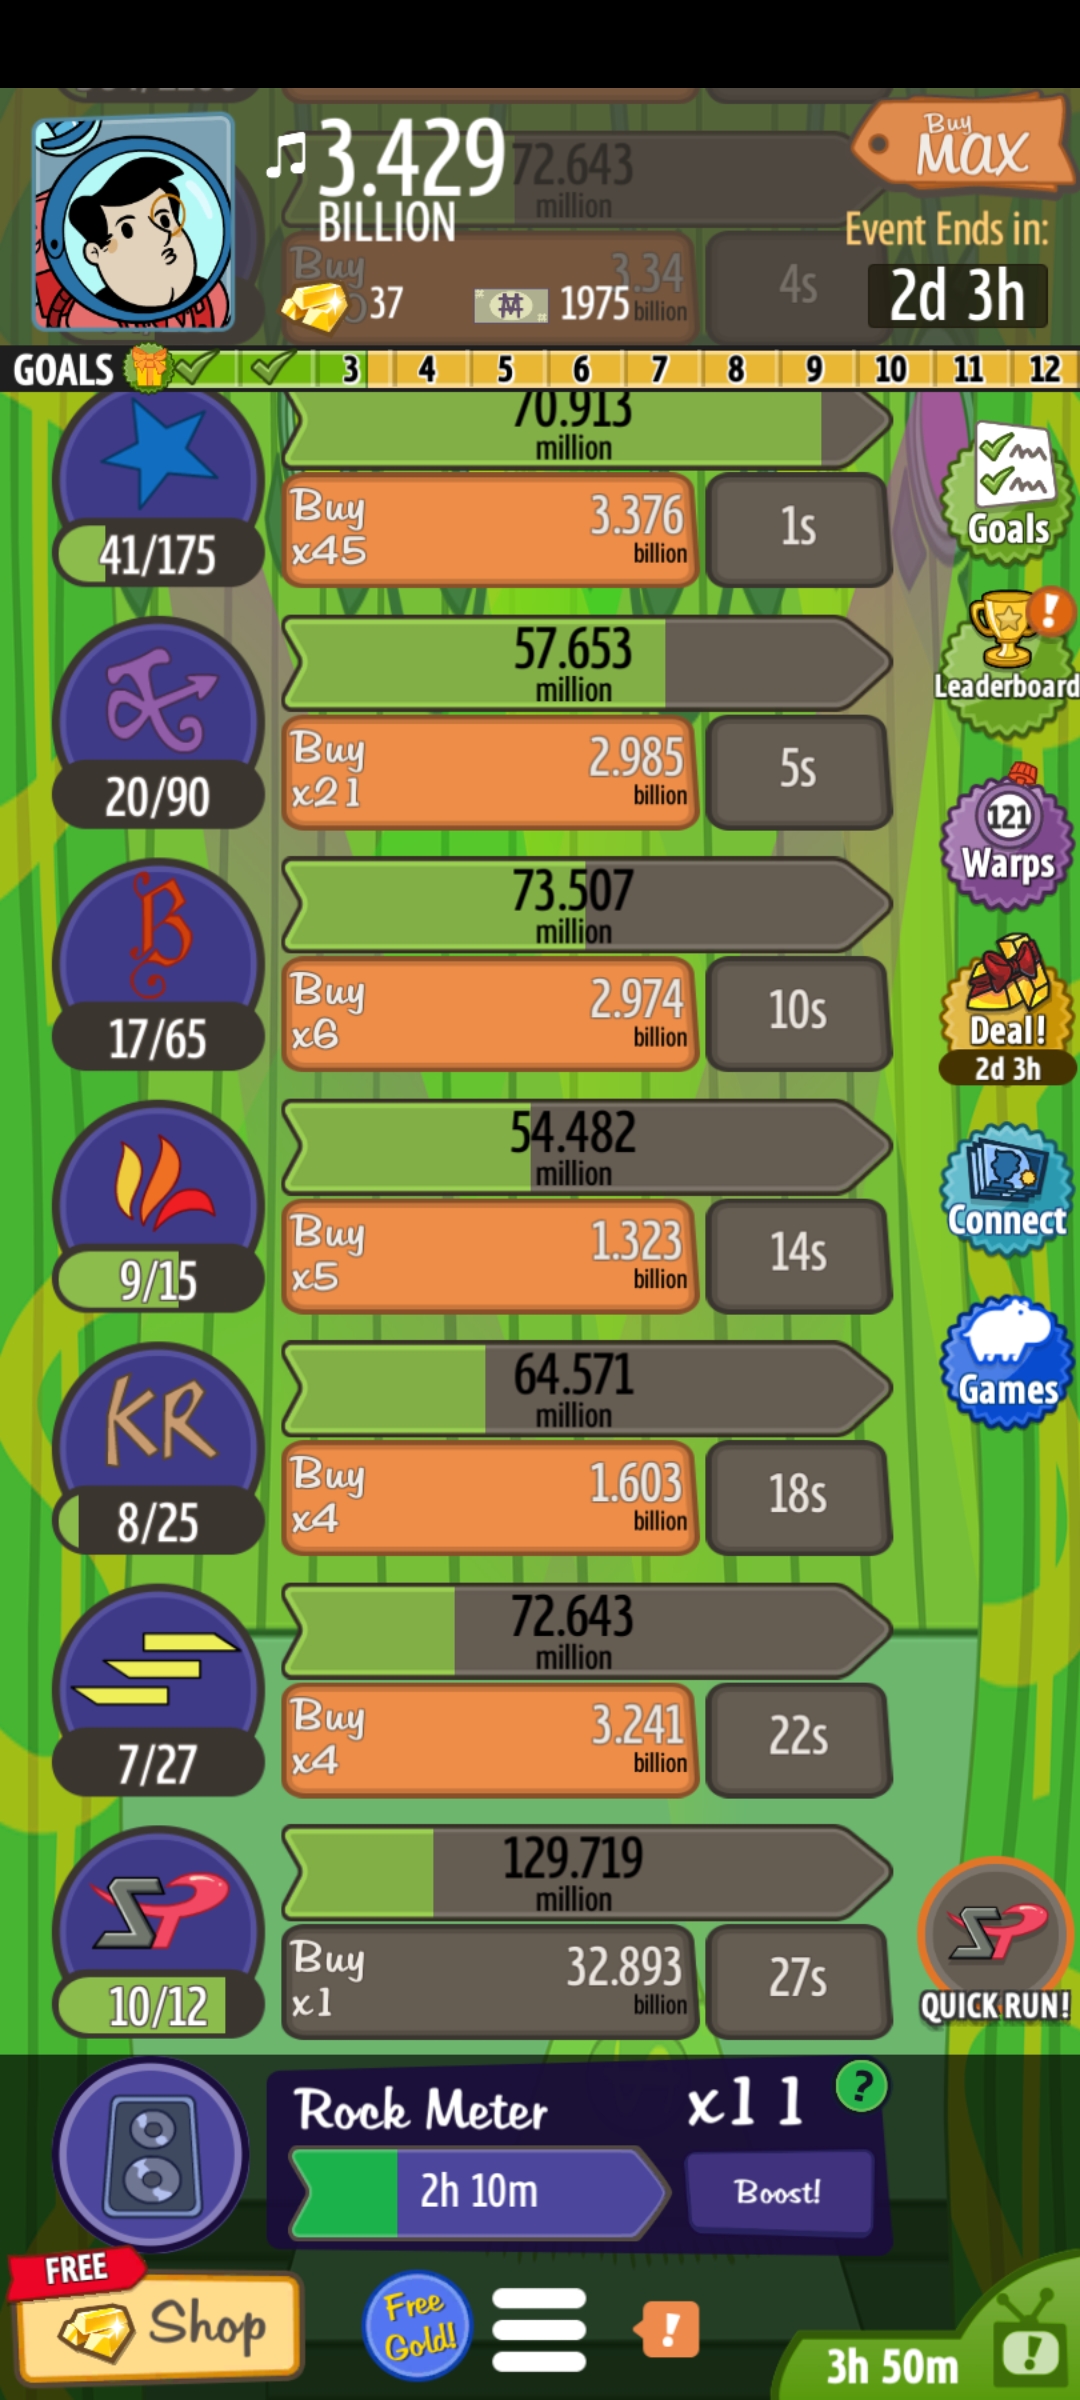 3.429
BILLION
72.643
million
Buy
MAX
Event Ends in:
2d 3h
Buy
3.34
billion
4s
37
1975
GOALS
3 4 5 6 7 8 9 10 11 12
70.913
million
41/175
Buy
x45
3.376
billion
1s
Goals
57.653
million
20/90
Buy
x21
2.985
billion
5s
Leaderboard
73.507
million
17/65
Buy
x6
2.974
billion
10s
121
Warps
Deal!
2d 3h
54.482
million
9/15
Buy
x5
1.323
billion
14s
Connect
64.571
million
KR
8/25
Buy
x4
1.603
billion
18s
Games
72.643
million
7/27
Buy
x4
3.241
billion
22s
129.719
million
SP
10/12
Buy
x1
32.893
billion
27s
SP
QUICK RUN!
Rock Meter
x11
?
2h 10m
Boost!
FREE
Shop
Free
Gold!
!
3h 50m
!